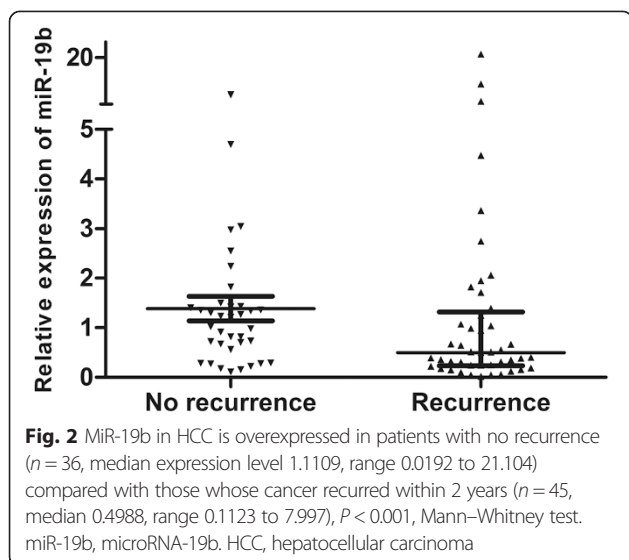 Relative expression of miR-19b
20
5
4
3
2
1
0
No recurrence
Recurrence
Fig. 2 MiR-19b in HCC is overexpressed in patients with no recurrence
(n = 36, median expression level 1.1109, range 0.0192 to 21.104)
compared with those whose cancer recurred within 2 years (n = 45,
median 0.4988, range 0.1123 to 7.997), P < 0.001, Mann–Whitney test.
miR-19b, microRNA-19b. HCC, hepatocellular carcinoma